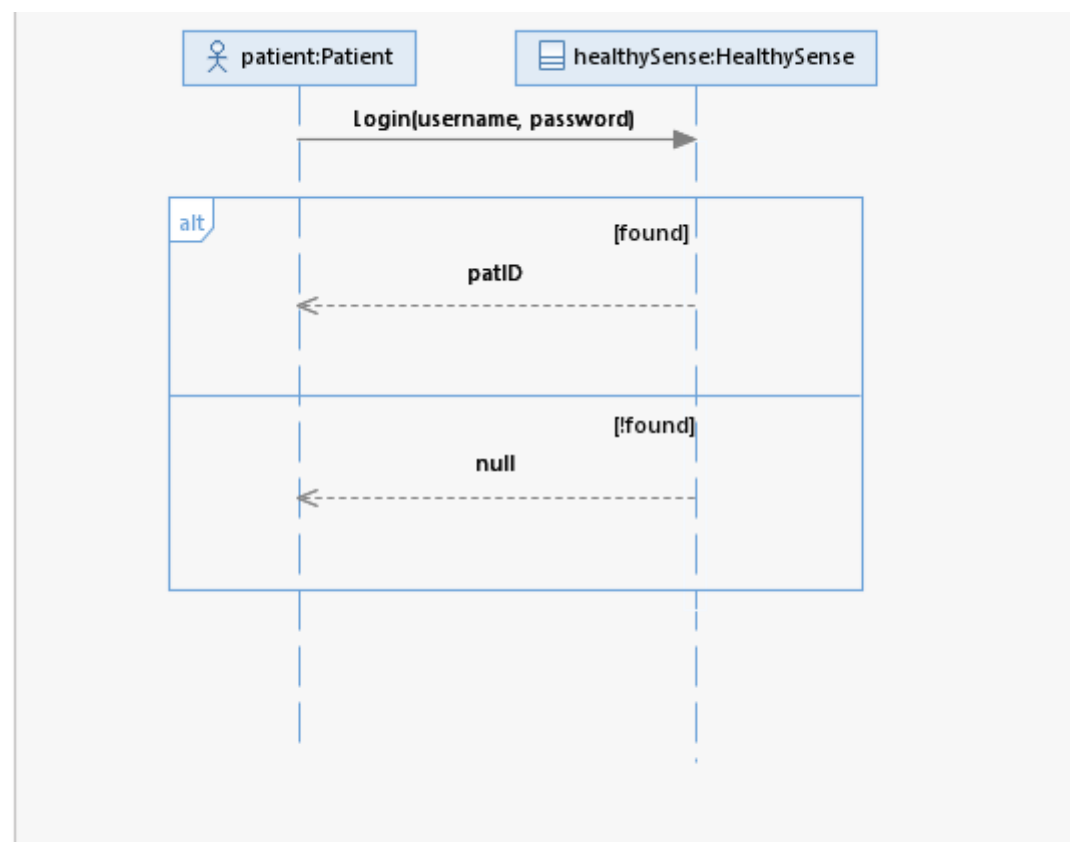 patient:Patient
healthySense:HealthySense
Login(username, password)
alt
[found]
patID
[!found]
null